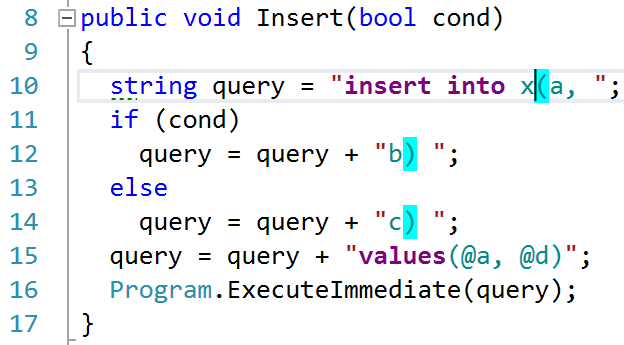 8 public void Insert(bool cond)
9 {
10 string query = "insert into x(a, ";
11 if (cond)
12 query = query + "b) ";
13 else
14 query = query + "c) ";
15 query = query + "values(@a, @d)";
16 Program.ExecuteImmediate(query);
17 }